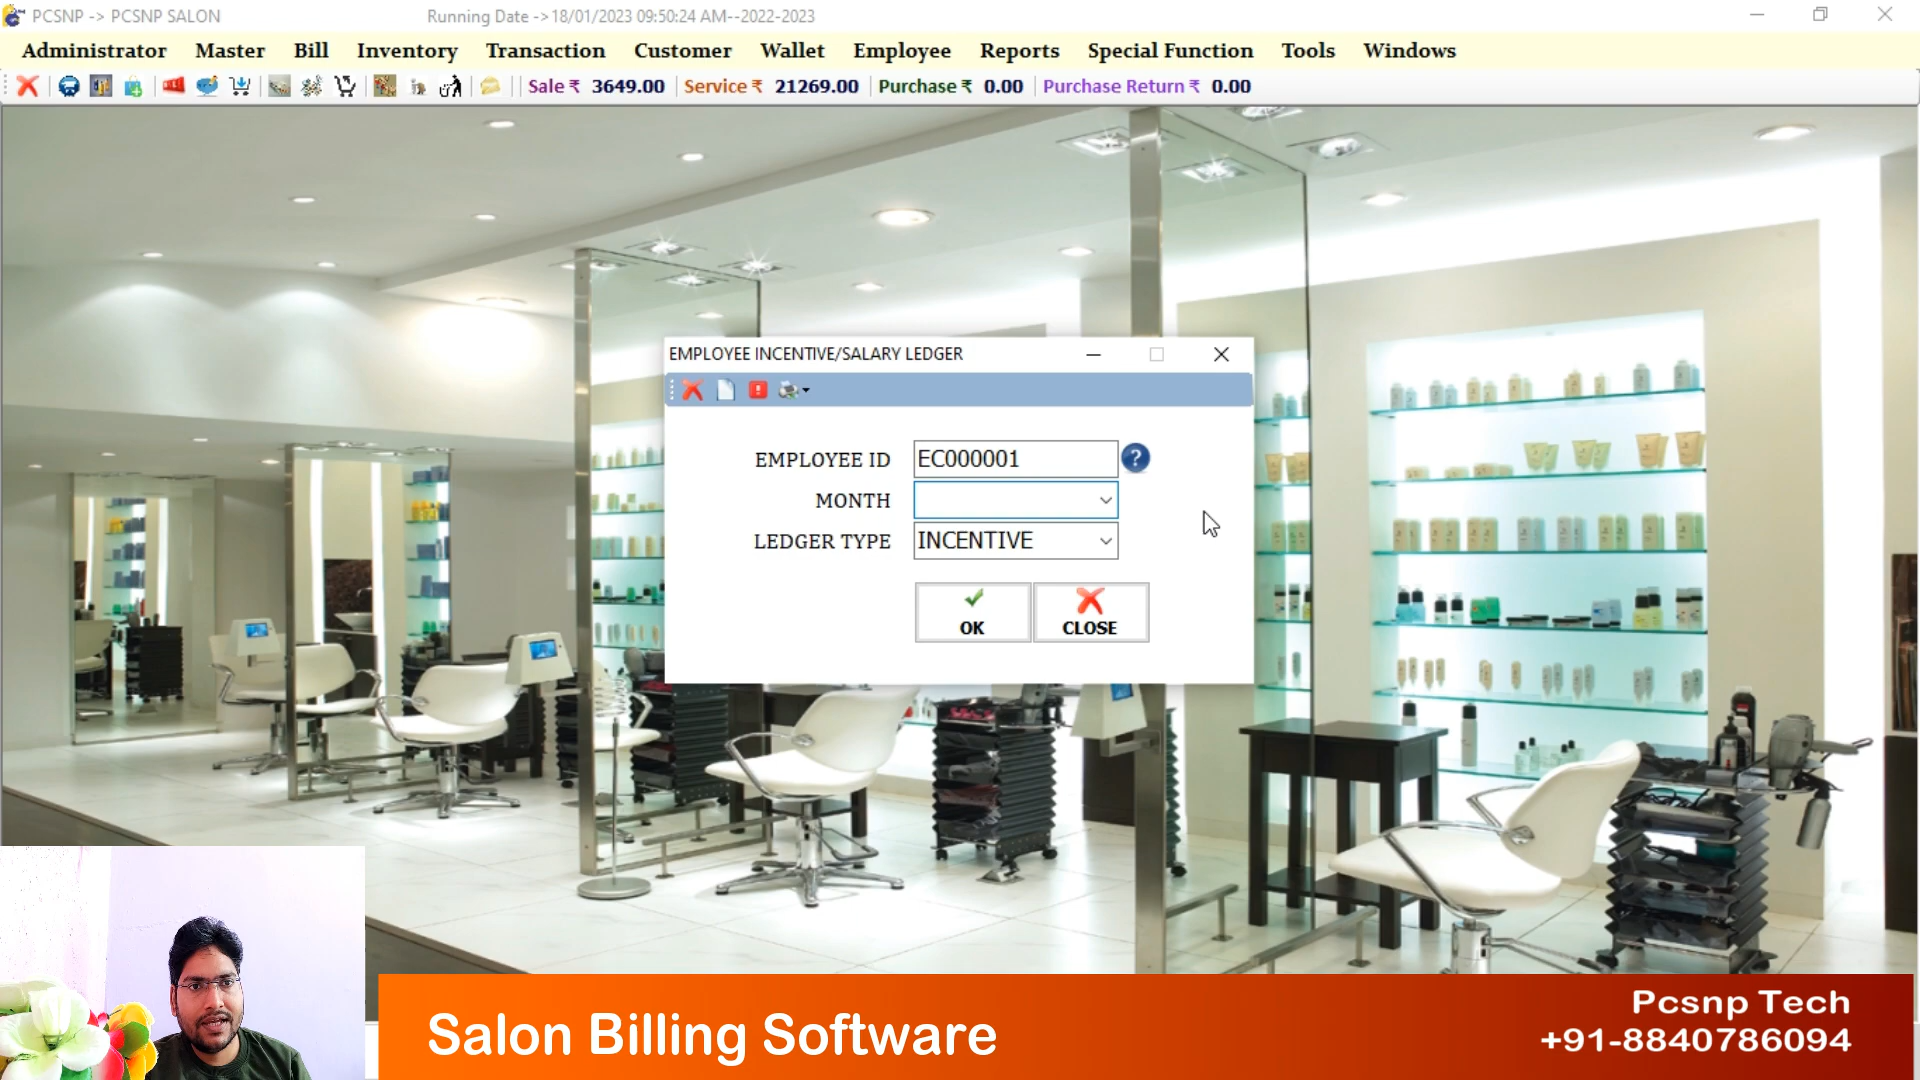 PCSNP -> PCSNP SALON
Running Date ->18/01/2023 09:50:24 AM--2022-2023
Administrator Master Bill Inventory Transaction Customer Wallet Employee Reports Special Function Tools Windows
Sale ₹ 3649.00 Service ₹ 21269.00 Purchase ₹ 0.00 Purchase Return ₹ 0.00
EMPLOYEE INCENTIVE/SALARY LEDGER
EMPLOYEE ID EC000001
MONTH
LEDGER TYPE INCENTIVE
OK CLOSE
Salon Billing Software
Pcsnp Tech
+91-8840786094